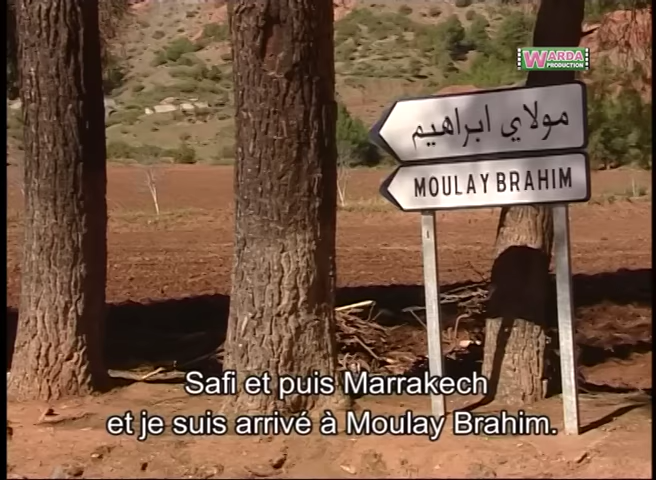 WARDA
PRODUCTION
مولاي ابراهيم
MOULAY BRAHIM
Safi et puis Marrakech
et je suis arrivé à Moulay Brahim.